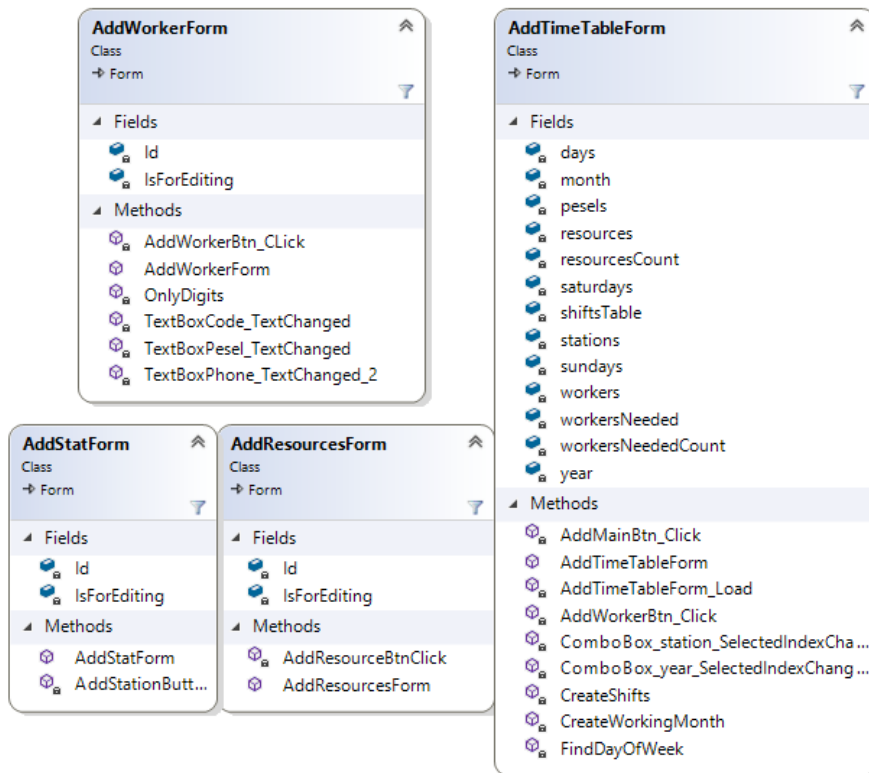 AddWorkerForm
Class
Form
Fields
Id
IsForEditing
Methods
AddWorkerBtn_CLick
AddWorkerForm
OnlyDigits
TextBoxCode_TextChanged
TextBoxPesel_TextChanged
TextBoxPhone_TextChanged_2
AddTimeTableForm
Class
Form
Fields
days
month
pesels
resources
resourcesCount
saturdays
shiftsTable
stations
sundays
workers
workersNeeded
workersNeededCount
year
Methods
AddMainBtn_Click
AddTimeTableForm
AddTimeTableForm_Load
AddWorkerBtn_Click
ComboBox_station_SelectedIndexCha...
ComboBox_year_SelectedIndexChang...
CreateShifts
CreateWorkingMonth
FindDayOfWeek
AddStatForm
Class
Form
Fields
Id
IsForEditing
Methods
AddStatForm
AddStationButt...
AddResourcesForm
Class
Form
Fields
Id
IsForEditing
Methods
AddResourceBtnClick
AddResourcesForm